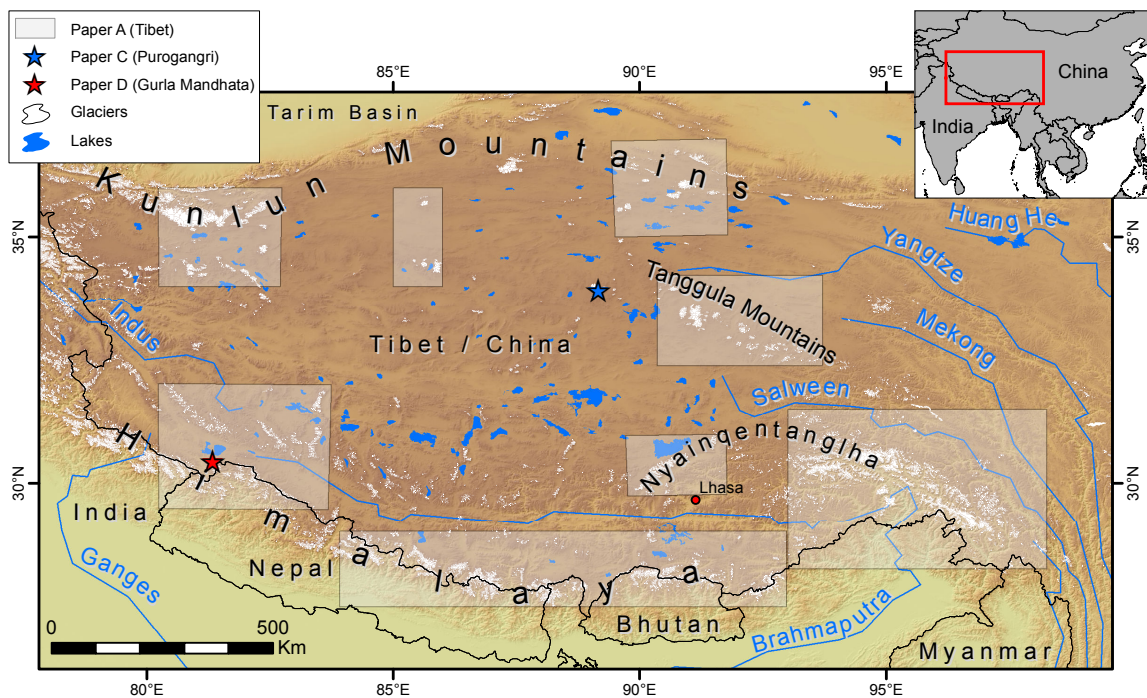 Paper A (Tibet)
Paper C (Purogangri)
Paper D (Gurla Mandhata)
Glaciers
Lakes
85°E
90°E
95°E
China
India
Tarim Basin
Kunlun Mountains
35°N
35°N
Huang He
Yangtze
Tanggula Mountains
Mekong
Indus
Tibet / China
Salween
Nyainqentanglha
Himalaya
30°N
30°N
Lhasa
India
Nepal
Ganges
Bhutan
Brahmaputra
Myanmar
0
500
Km
80°E
85°E
90°E
95°E